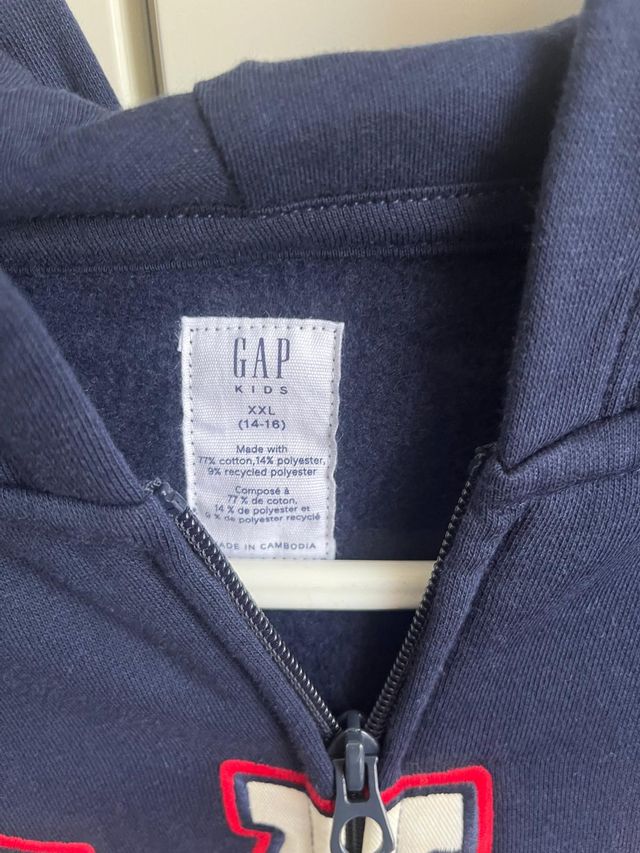 GAP
KIDS
XXL
(14-16)
Made with
77% cotton,14% polyester,
9% recycled polyester
Composé à
77 % de coton,
14 % de polyester et
9 % de polyester recyclé
MADE IN CAMBODIA